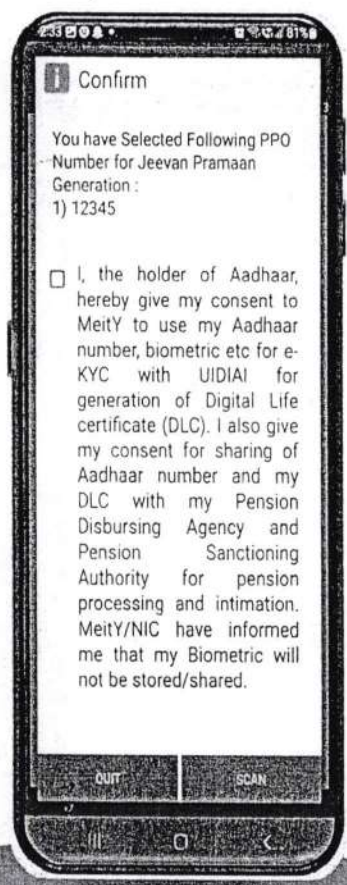 2:33
81%
i Confirm
You have Selected Following PPO
Number for Jeevan Pramaan
Generation :
1) 12345
I, the holder of Aadhaar,
hereby give my consent to
MeitY to use my Aadhaar
number, biometric etc for e-
KYC with UIDIAI for
generation of Digital Life
certificate (DLC). I also give
my consent for sharing of
Aadhaar number and my
DLC with my Pension
Disbursing Agency and
Pension Sanctioning
Authority for pension
processing and intimation.
MeitY/NIC have informed
me that my Biometric will
not be stored/shared.
QUIT SCAN